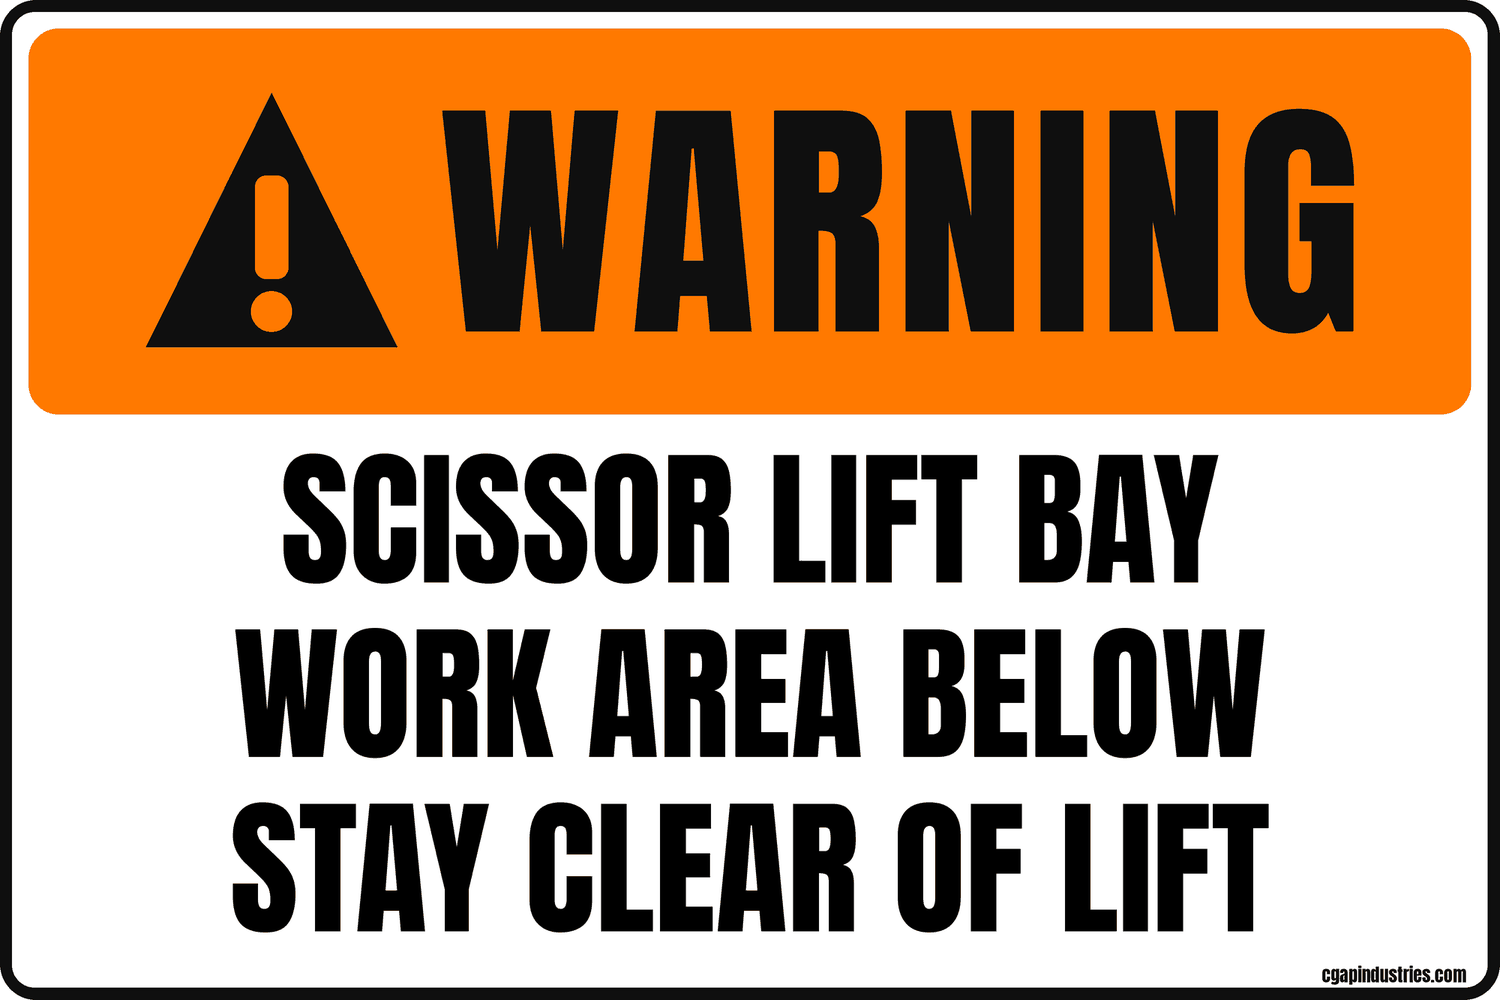 WARNING
SCISSOR LIFT BAY
WORK AREA BELOW
STAY CLEAR OF LIFT
cgapindustries.com